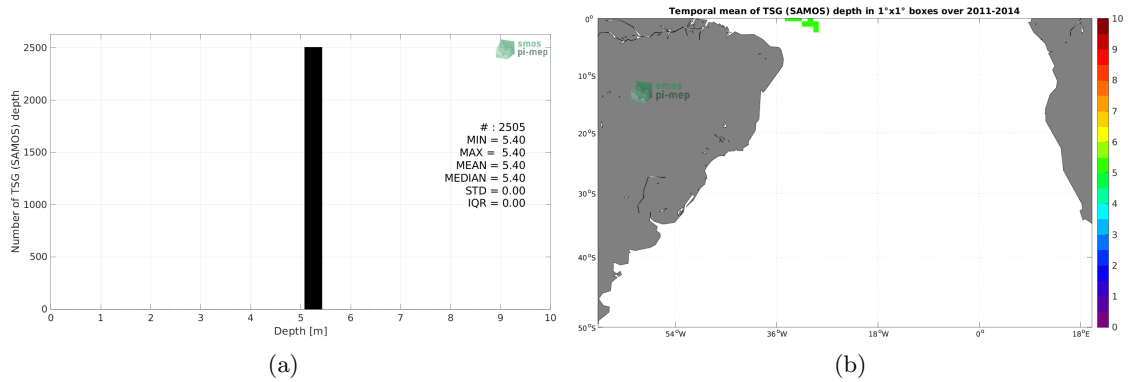 Number of TSG (SAMOS) depth
2500
2000
1500
1000
500
0
smos
pi-mep
# : 2505
MIN = 5.40
MAX = 5.40
MEAN = 5.40
MEDIAN = 5.40
STD = 0.00
IQR = 0.00
0 1 2 3 4 5 6 7 8 9 10
Depth [m]
(a)
Temporal mean of TSG (SAMOS) depth in 1°x1° boxes over 2011-2014
0°
10°S
20°S
30°S
40°S
50°S
smos
pi-mep
54°W 36°W 18°W 0° 18°E
10
9
8
7
6
5
4
3
2
1
0
(b)